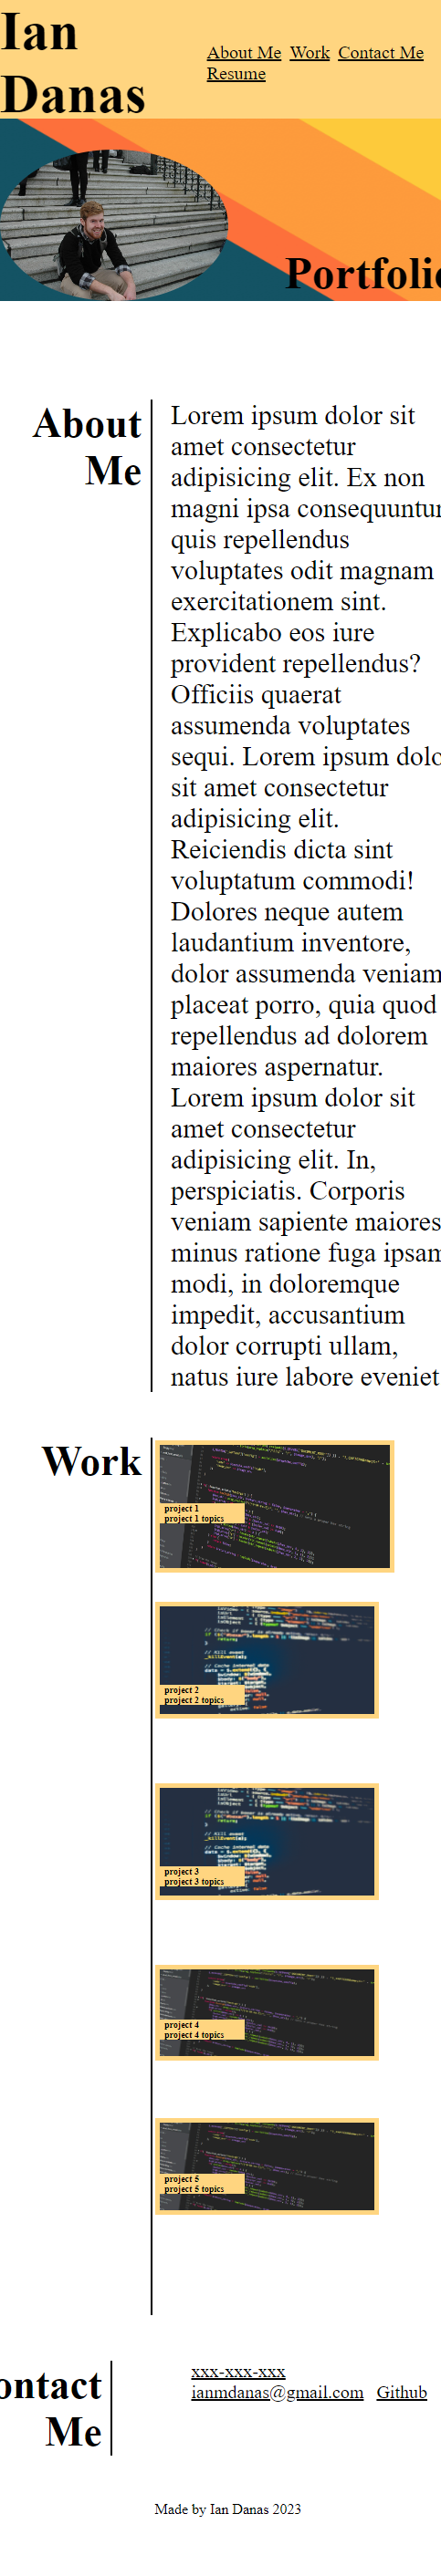 Ian
Danas
About Me Work Contact Me
Resume
Portfolio
About
Me
Lorem ipsum dolor sit
amet consectetur
adipisicing elit. Ex non
magni ipsa consequuntur
quis repellendus
voluptates odit magnam
exercitationem sint.
Explicabo eos iure
provident repellendus?
Officiis quaerat
assumenda voluptates
sequi. Lorem ipsum dolo
sit amet consectetur
adipisicing elit.
Reiciendis dicta sint
voluptatum commodi!
Dolores neque autem
laudantium inventore,
dolor assumenda veniam
placeat porro, quia quod
repellendus ad dolorem
maiores aspernatur.
Lorem ipsum dolor sit
amet consectetur
adipisicing elit. In,
perspiciatis. Corporis
veniam sapiente maiores
minus ratione fuga ipsam
modi, in doloremque
impedit, accusantium
dolor corrupti ullam,
natus iure labore eveniet
Work
project 1
project 1 topics
project 2
project 2 topics
project 3
project 3 topics
project 4
project 4 topics
project 5
project 5 topics
ontact
Me
xxx-xxx-xxx
ianmdanas@gmail.com Github
Made by Ian Danas 2023